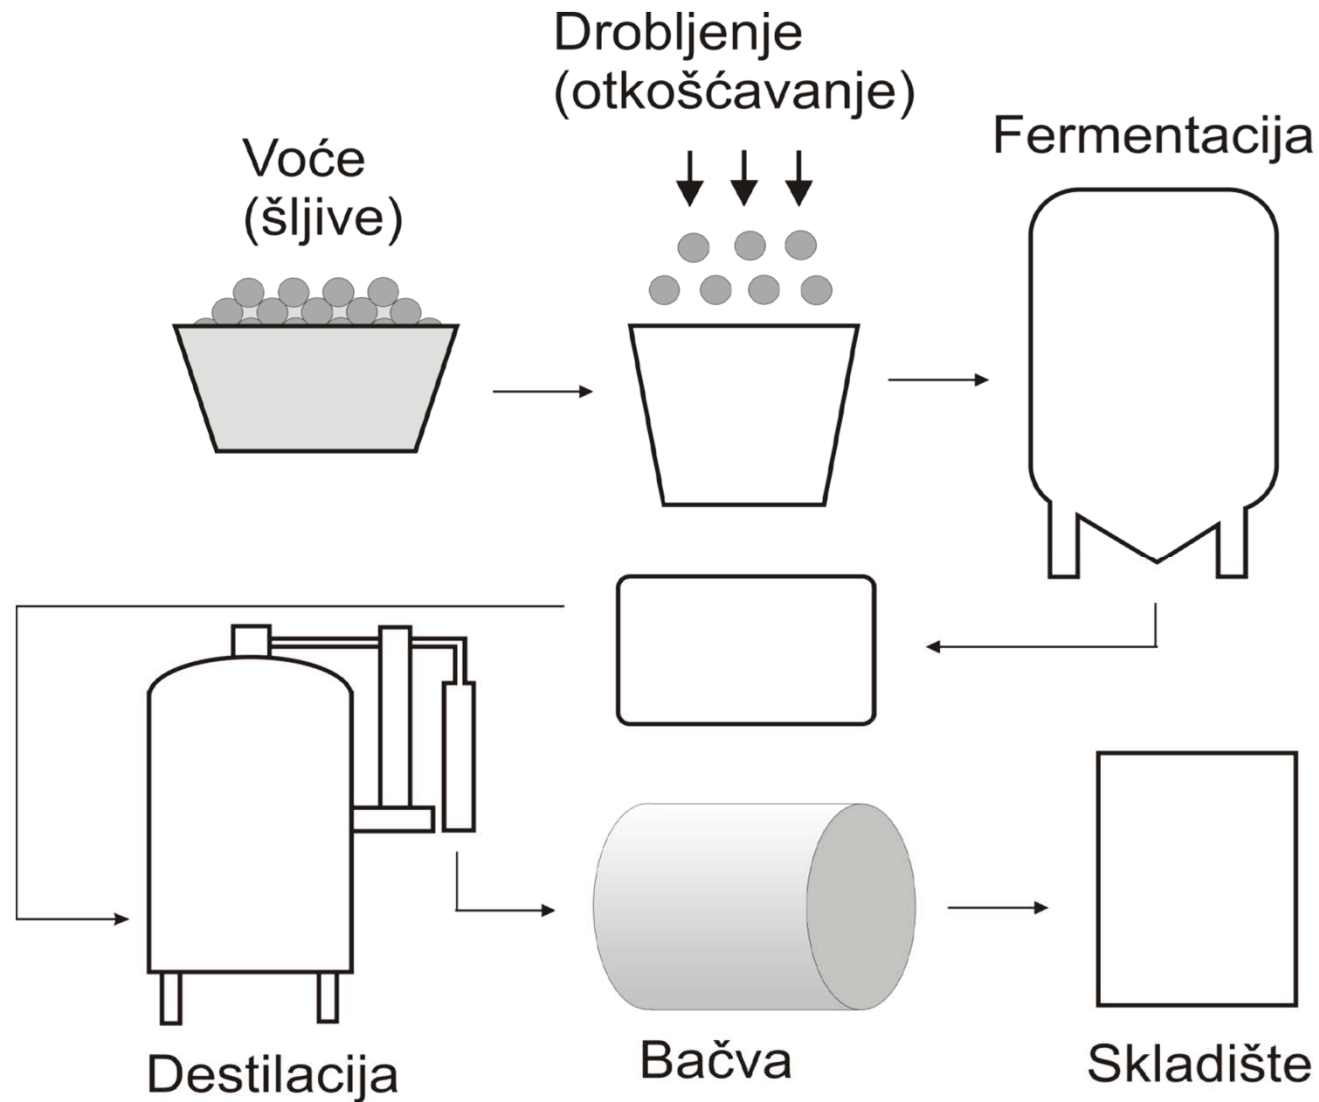 Voće
(šljive)
Drobljenje
(otkošćavanje)
Fermentacija
Destilacija
Bačva
Skladište